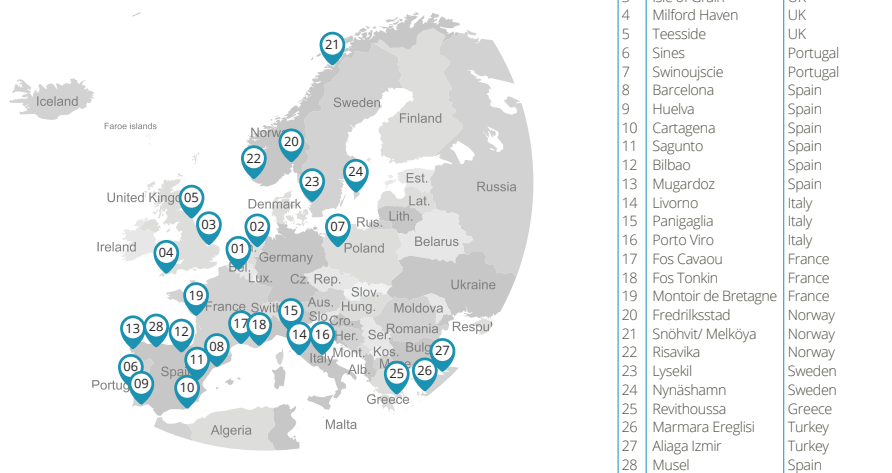 21
Iceland
Sweden
Finland
Faroe islands
Norw
20
22
24
23
Est.
Russia
Lat.
United Kingd
05
Denmark
Lith.
03
02
07
Rus.
Ireland
04
01
Poland
Belarus
Germany
Bel.
Lux.
Cz. Rep.
Ukraine
Slov.
19
France
Swith
Aus.
Hung.
Moldova
15
Slo
Cro.
13
28
12
17
18
14
16
Her.
Ser.
Romania
Respu
08
11
Italy
Mont.
Kos.
Bulg
27
06
Spai
Alb.
25
26
Portug
09
10
Greece
Algeria
Malta
4 Milford Haven UK
5 Teesside UK
6 Sines Portugal
7 Swinoujscie Portugal
8 Barcelona Spain
9 Huelva Spain
10 Cartagena Spain
11 Sagunto Spain
12 Bilbao Spain
13 Mugardoz Spain
14 Livorno Italy
15 Panigaglia Italy
16 Porto Viro Italy
17 Fos Cavaou France
18 Fos Tonkin France
19 Montoir de Bretagne France
20 Fredrilksstad Norway
21 Snöhvit/ Melköya Norway
22 Risavika Norway
23 Lysekil Sweden
24 Nynäshamn Sweden
25 Revithoussa Greece
26 Marmara Ereglisi Turkey
27 Aliaga Izmir Turkey
28 Musel Spain